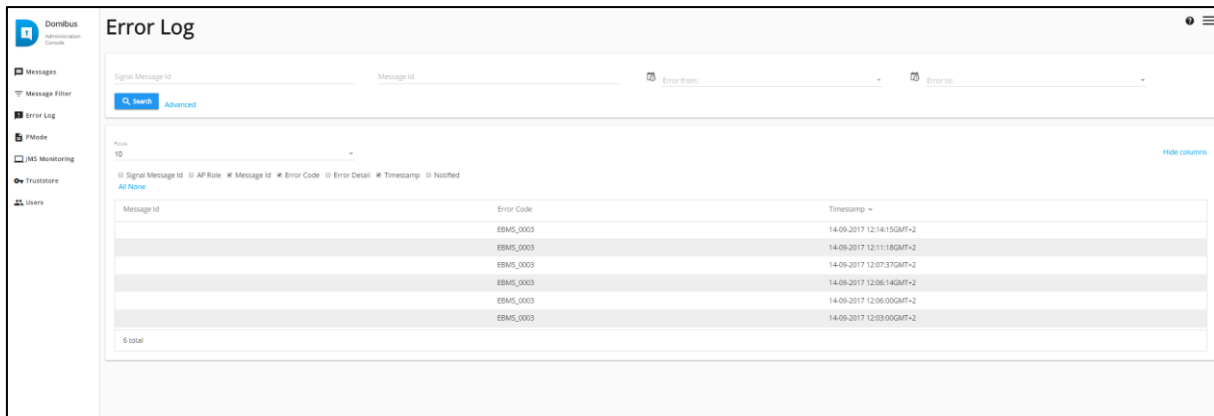 Domibus
Administration
Console
Error Log
Messages
Message Filter
Error Log
PMode
JMS Monitoring
Truststore
Users
Signal Message Id Message Id Error from: Error to:
Search Advanced
Rows
10
Hide columns
Signal Message Id AP Role Message Id Error Code Error Detail Timestamp Notified
All None
Message Id Error Code Timestamp
EBMS_0003 14-09-2017 12:14:15GMT+2
EBMS_0003 14-09-2017 12:11:18GMT+2
EBMS_0003 14-09-2017 12:07:37GMT+2
EBMS_0003 14-09-2017 12:06:14GMT+2
EBMS_0003 14-09-2017 12:06:00GMT+2
EBMS_0003 14-09-2017 12:03:00GMT+2
6 total